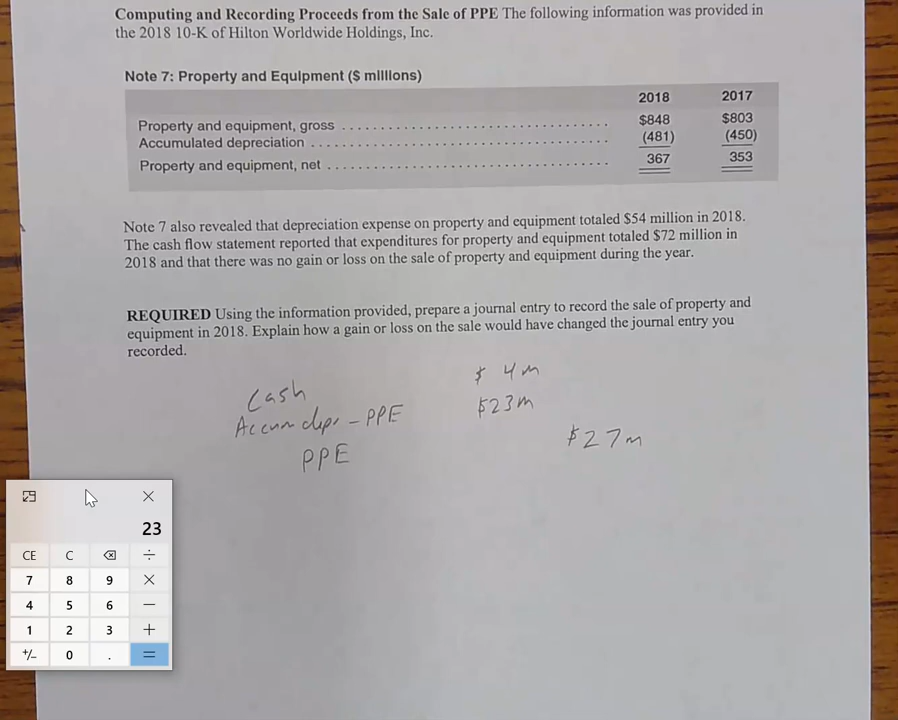 Computing and Recording Proceeds from the Sale of PPE The following information was provided in
the 2018 10-K of Hilton Worldwide Holdings, Inc.
Note 7: Property and Equipment ($ millions)
2018 2017
Property and equipment, gross $848 $803
Accumulated depreciation (481) (450)
Property and equipment, net 367 353
Note 7 also revealed that depreciation expense on property and equipment totaled $54 million in 2018.
The cash flow statement reported that expenditures for property and equipment totaled $72 million in
2018 and that there was no gain or loss on the sale of property and equipment during the year.
REQUIRED Using the information provided, prepare a journal entry to record the sale of property and
equipment in 2018. Explain how a gain or loss on the sale would have changed the journal entry you
recorded.
Cash $ 4m
Accum depr - PPE $23m
PPE $27m
23
CE C ⌫ ÷
7 8 9 ×
4 5 6 −
1 2 3 +
+/− 0 . =